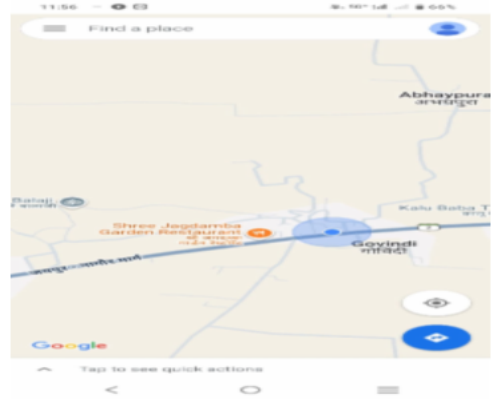 11:56
66%
Find a place
Abhaypura
अभयपुरा
Balaji
Kalu Baba T
Shree Jagdamba
Garden Restaurant
Govindi
गोविंदी
जयपुर - नागौर मार्ग
Google
Tap to see quick actions